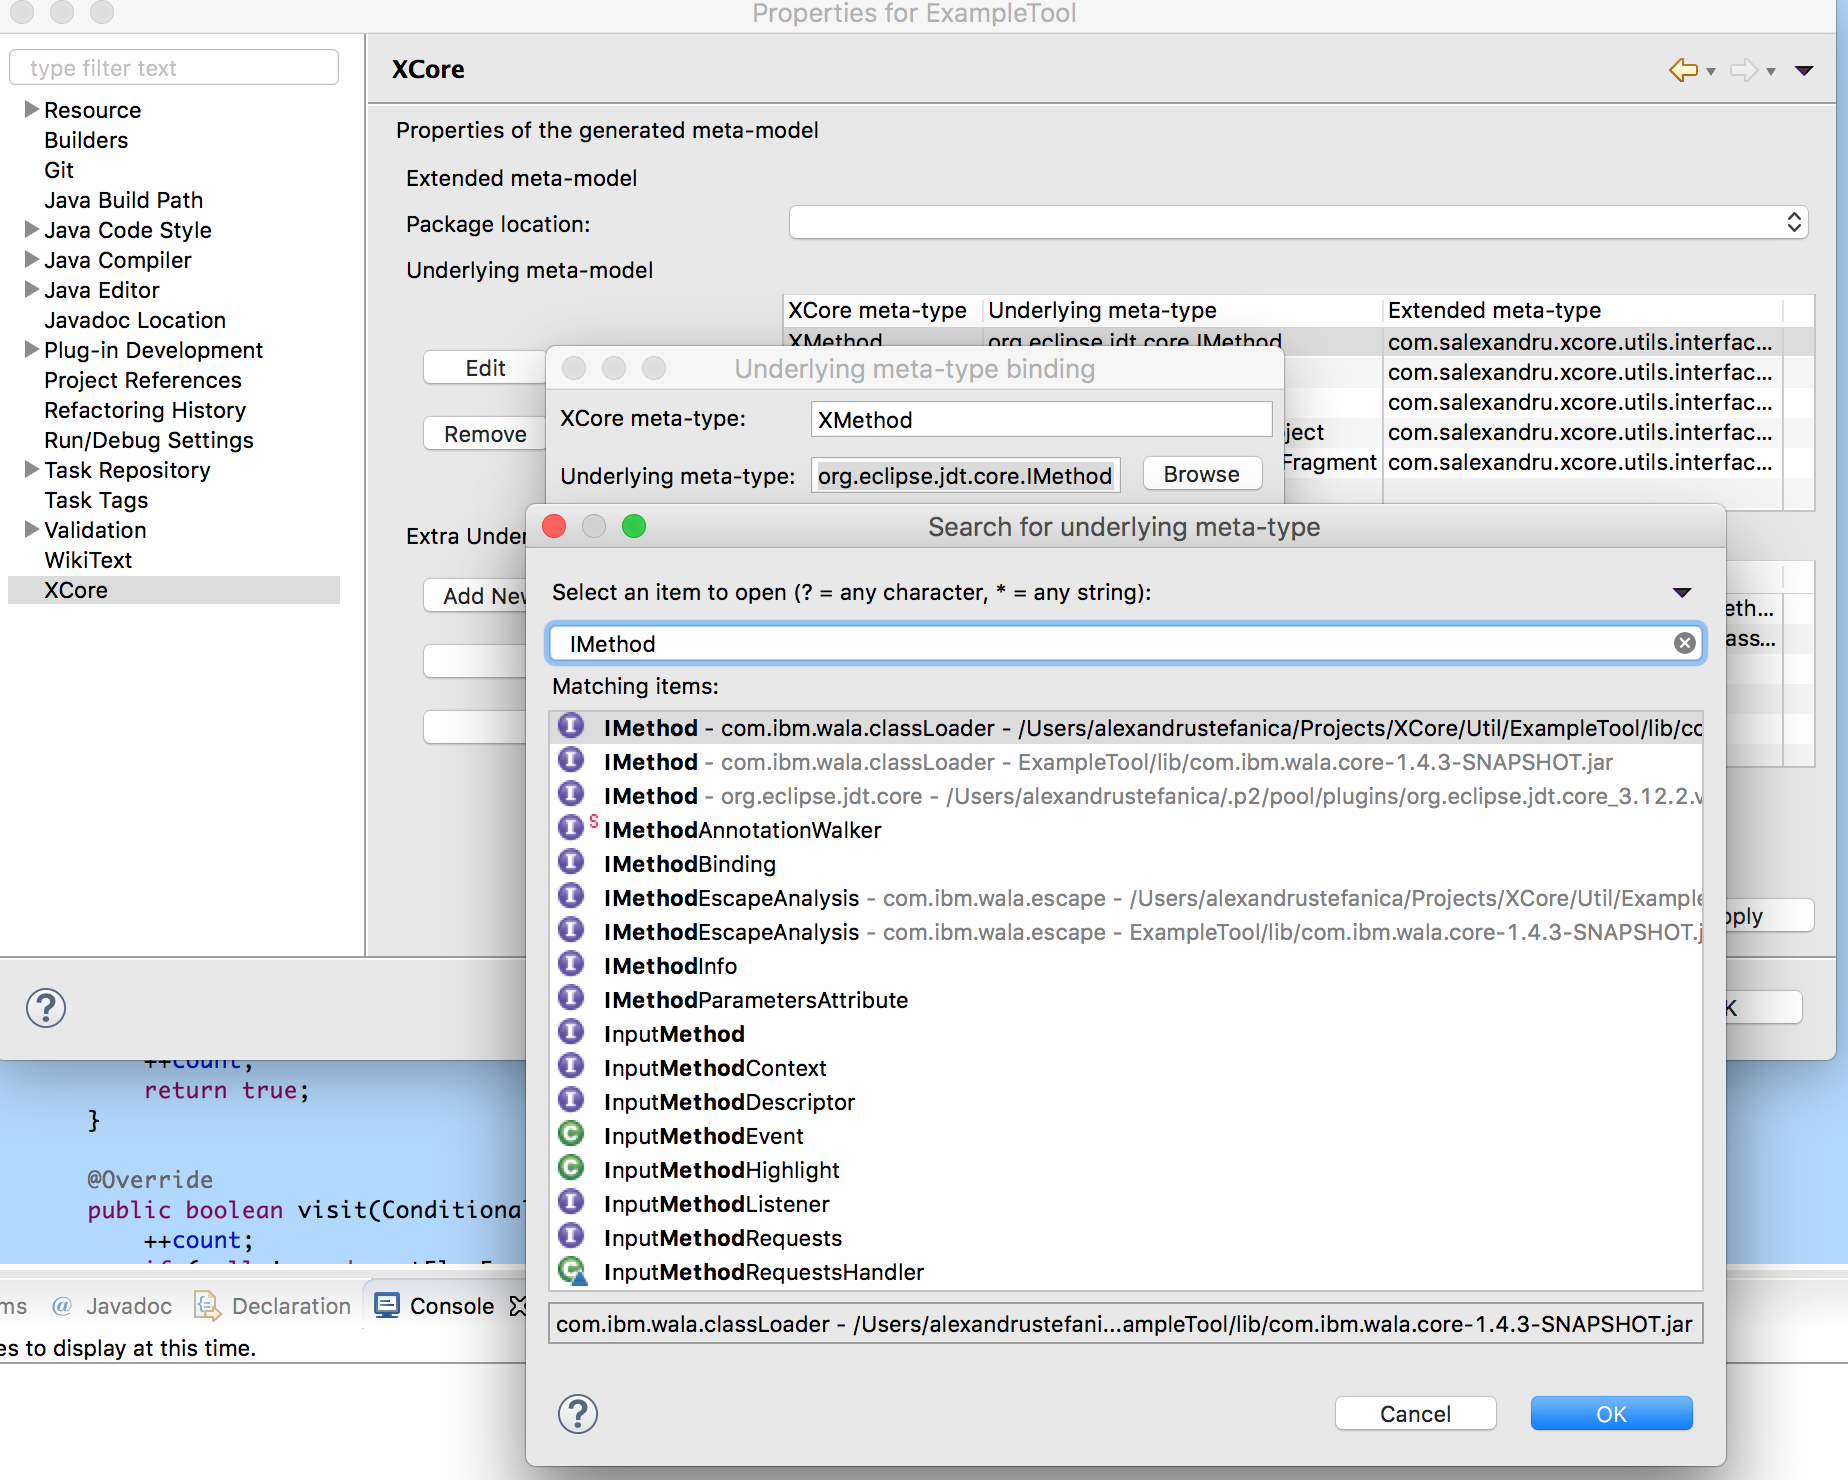 Properties for ExampleTool
type filter text
Resource
Builders
Git
Java Build Path
Java Code Style
Java Compiler
Java Editor
Javadoc Location
Plug-in Development
Project References
Refactoring History
Run/Debug Settings
Task Repository
Task Tags
Validation
WikiText
XCore
XCore
Properties of the generated meta-model
Extended meta-model
Package location:
Underlying meta-model
XCore meta-type Underlying meta-type Extended meta-type
XMethod org.eclipse.jdt.core.IMethod com.salexandru.xcore.utils.interfac...
com.salexandru.xcore.utils.interfac...
com.salexandru.xcore.utils.interfac...
ject com.salexandru.xcore.utils.interfac...
Fragment com.salexandru.xcore.utils.interfac...
Edit
Remove
Extra Under
Add New
eth...
ass...
pply
K
Underlying meta-type binding
XCore meta-type: XMethod
Underlying meta-type: org.eclipse.jdt.core.IMethod Browse
Search for underlying meta-type
Select an item to open (? = any character, * = any string):
IMethod
Matching items:
IMethod - com.ibm.wala.classLoader - /Users/alexandrustefanica/Projects/XCore/Util/ExampleTool/lib/cc
IMethod - com.ibm.wala.classLoader - ExampleTool/lib/com.ibm.wala.core-1.4.3-SNAPSHOT.jar
IMethod - org.eclipse.jdt.core - /Users/alexandrustefanica/.p2/pool/plugins/org.eclipse.jdt.core_3.12.2.v
IMethodAnnotationWalker
IMethodBinding
IMethodEscapeAnalysis - com.ibm.wala.escape - /Users/alexandrustefanica/Projects/XCore/Util/Example
IMethodEscapeAnalysis - com.ibm.wala.escape - ExampleTool/lib/com.ibm.wala.core-1.4.3-SNAPSHOT.j
IMethodInfo
IMethodParametersAttribute
InputMethod
InputMethodContext
InputMethodDescriptor
InputMethodEvent
InputMethodHighlight
InputMethodListener
InputMethodRequests
InputMethodRequestsHandler
com.ibm.wala.classLoader - /Users/alexandrustefani...ampleTool/lib/com.ibm.wala.core-1.4.3-SNAPSHOT.jar
Cancel OK
++count;
return true;
}
@Override
public boolean visit(Conditional
++count;
ms @ Javadoc Declaration Console
es to display at this time.